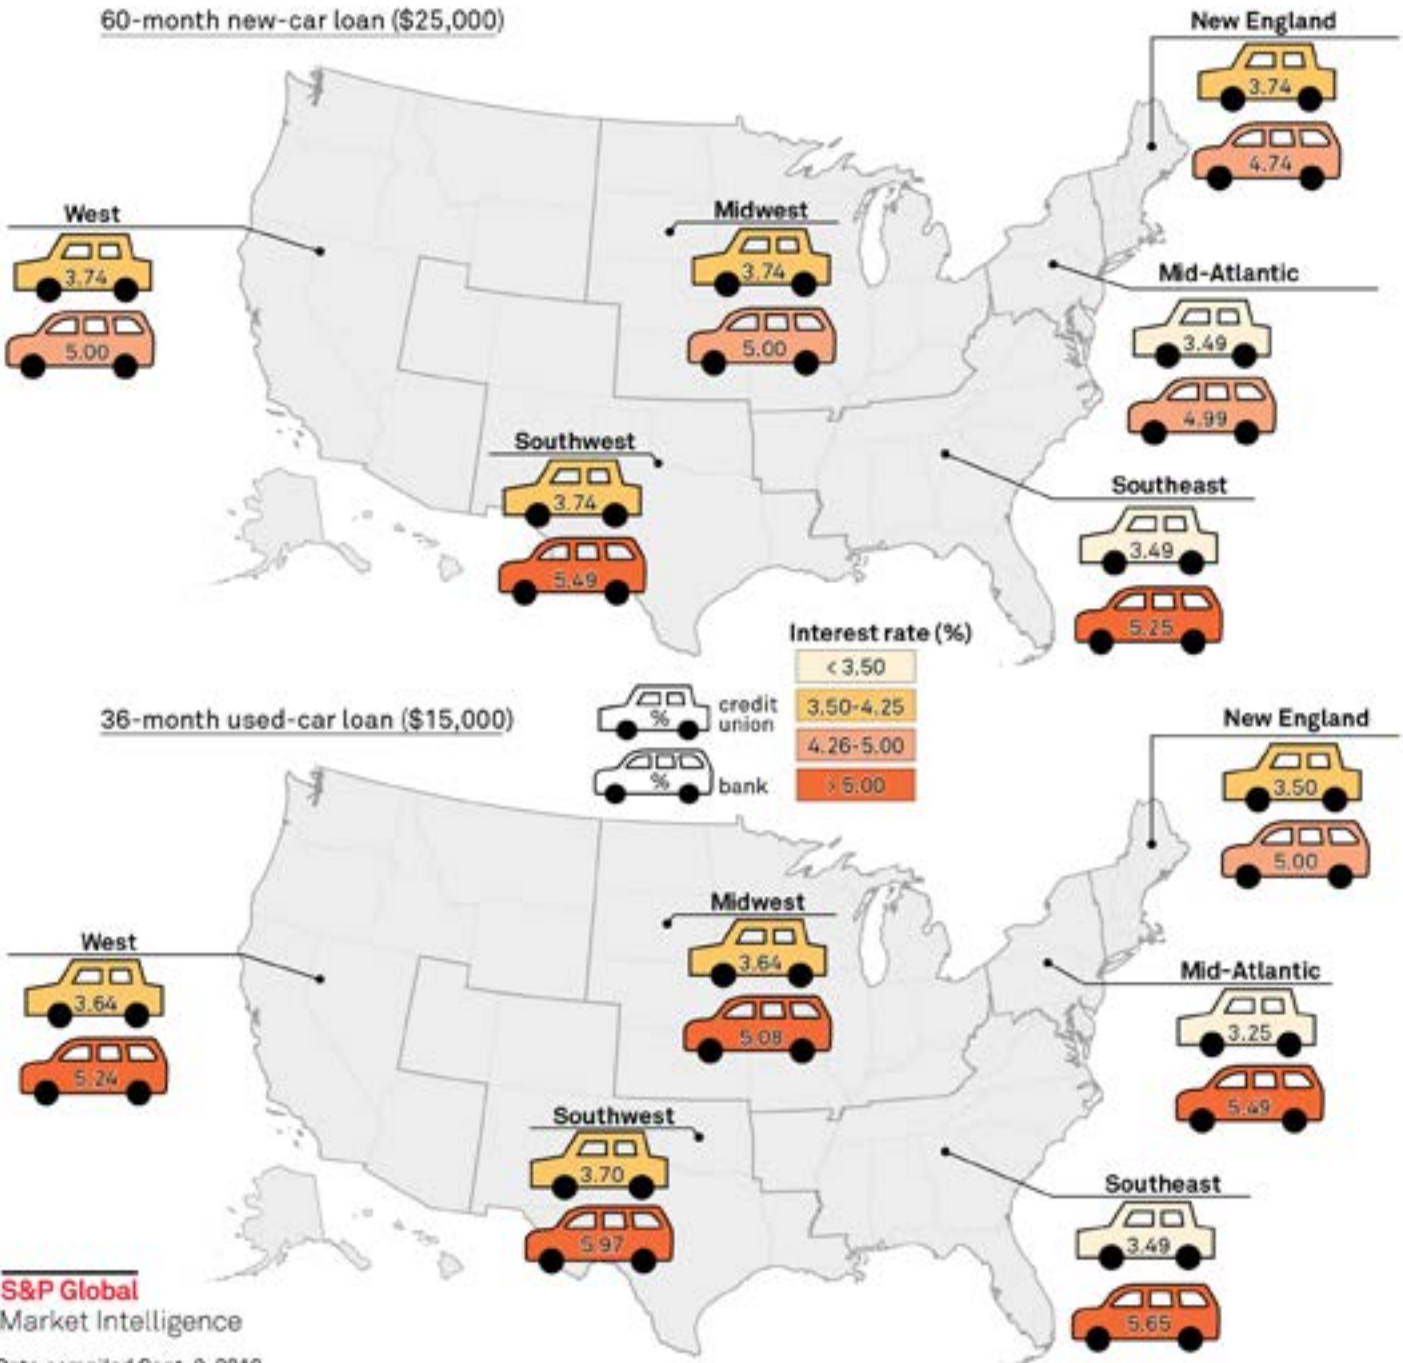 60-month new-car loan ($25,000)
New England
3.74
4.74
West
3.74
5.00
Midwest
3.74
5.00
Mid-Atlantic
3.49
4.99
Southwest
3.74
5.49
Southeast
3.49
5.25
Interest rate (%)
< 3.50
3.50-4.25
4.26-5.00
> 5.00
% credit union
% bank
36-month used-car loan ($15,000)
New England
3.50
5.00
Midwest
3.64
5.08
West
3.64
5.24
Mid-Atlantic
3.25
5.49
Southwest
3.70
5.97
Southeast
3.49
5.65
S&P Global
Market Intelligence